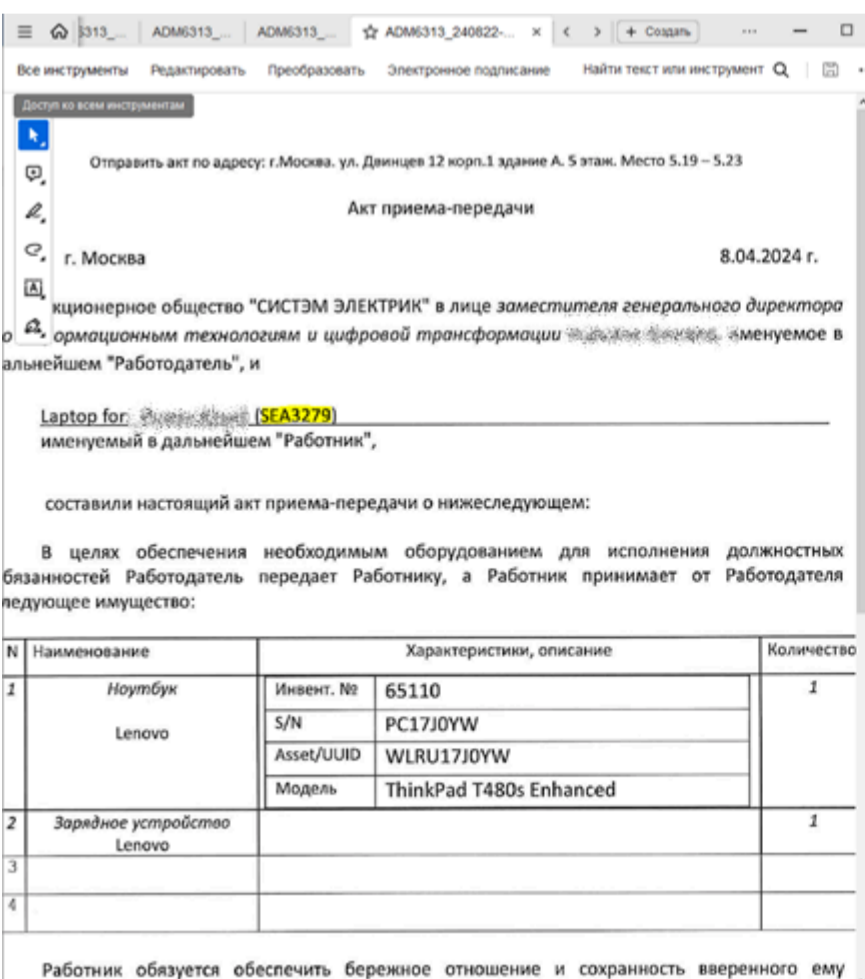 6313_... ADM6313_... ADM6313_... ADM6313_240822-... × < > + Создать ...
Все инструменты Редактировать Преобразовать Электронное подписание Найти текст или инструмент
Доступ ко всем инструментам
Отправить акт по адресу: г.Москва. ул. Двинцев 12 корп.1 здание А. 5 этаж. Место 5.19 – 5.23
Акт приема-передачи
г. Москва 8.04.2024 г.
кционерное общество "СИСТЭМ ЭЛЕКТРИК" в лице заместителя генерального директора
о ормационным технологиям и цифровой трансформации именуемое в
альнейшем "Работодатель", и
Laptop for: (SEA3279)
именуемый в дальнейшем "Работник",
составили настоящий акт приема-передачи о нижеследующем:
В целях обеспечения необходимым оборудованием для исполнения должностных
бязанностей Работодатель передает Работнику, а Работник принимает от Работодателя
ледующее имущество:
N Наименование Характеристики, описание Количество
1 Ноутбук Инвент. № 65110 1
Lenovo S/N PC17J0YW
Asset/UUID WLRU17J0YW
Модель ThinkPad T480s Enhanced
2 Зарядное устройство 1
Lenovo
3
4
Работник обязуется обеспечить бережное отношение и сохранность вверенного ему